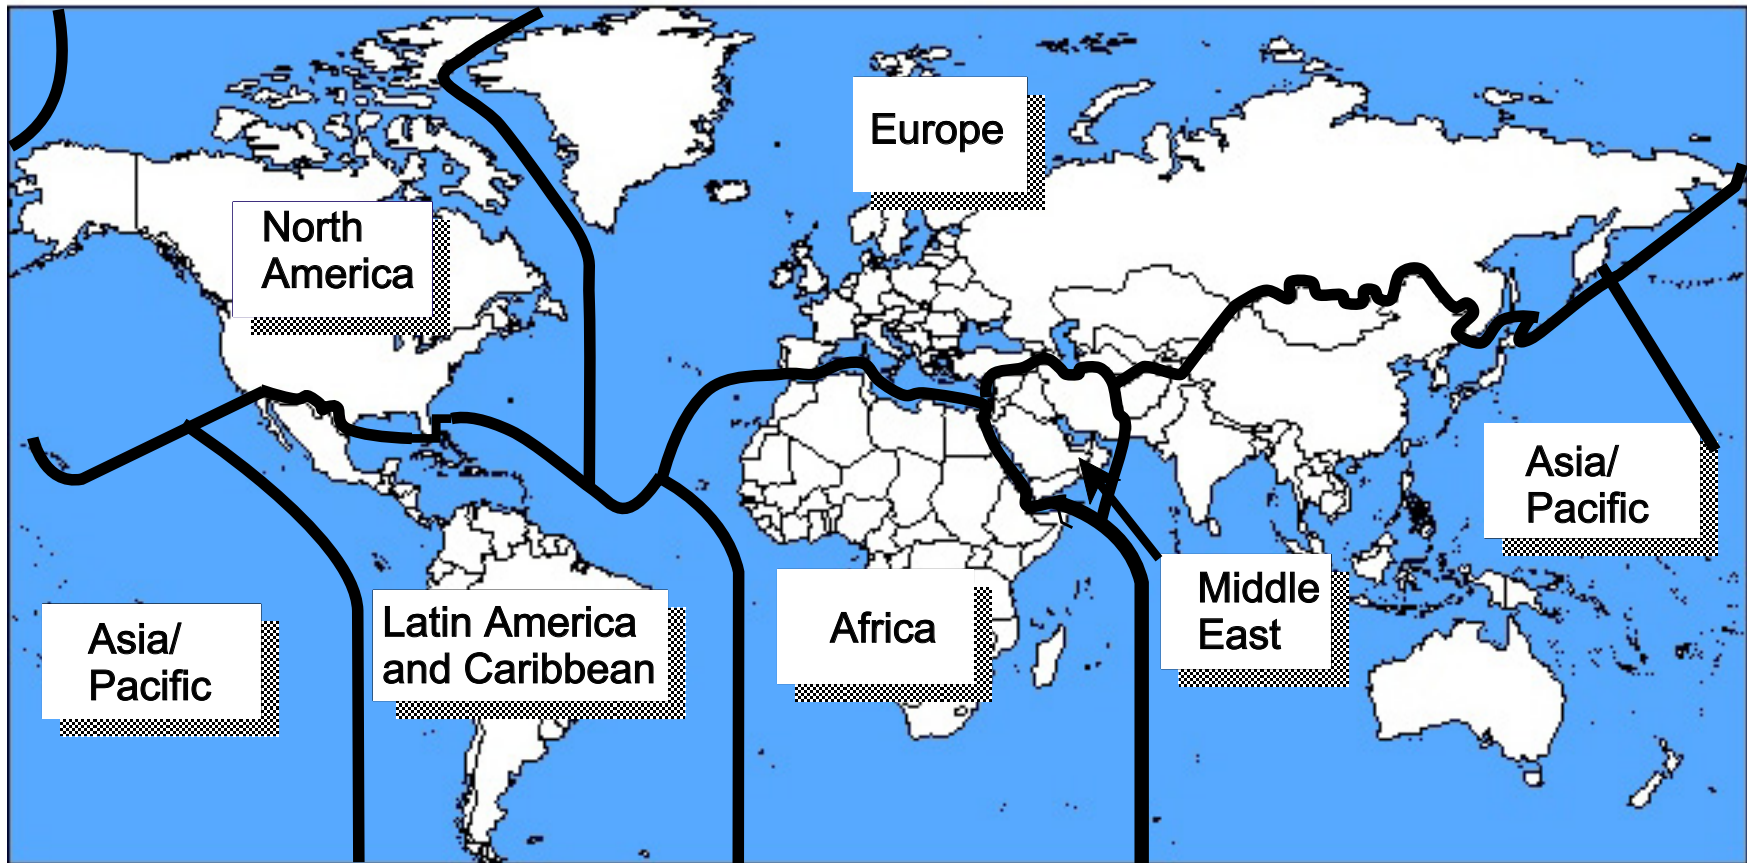 Europe
North
America
Asia/
Pacific
Middle
East
Latin America
and Caribbean
Africa
Asia/
Pacific